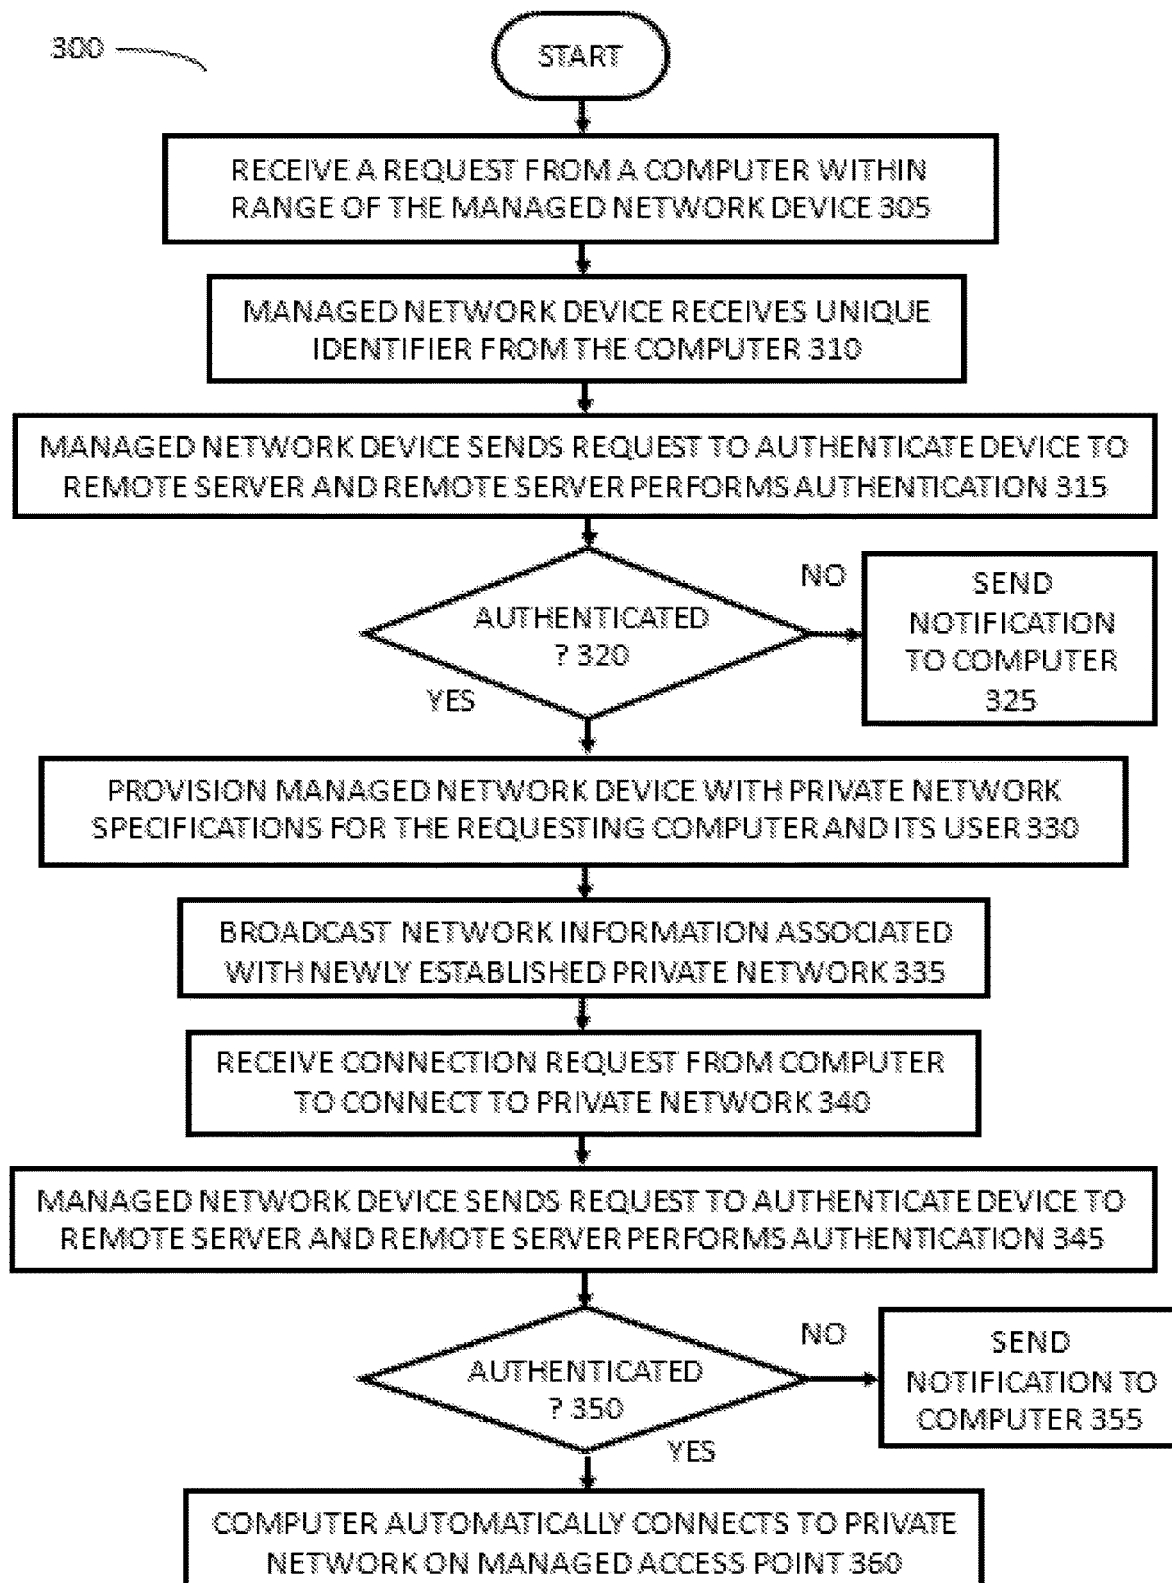 300
START
RECEIVE A REQUEST FROM A COMPUTER WITHIN
RANGE OF THE MANAGED NETWORK DEVICE 305
MANAGED NETWORK DEVICE RECEIVES UNIQUE
IDENTIFIER FROM THE COMPUTER 310
MANAGED NETWORK DEVICE SENDS REQUEST TO AUTHENTICATE DEVICE TO
REMOTE SERVER AND REMOTE SERVER PERFORMS AUTHENTICATION 315
AUTHENTICATED
? 320
NO
SEND
NOTIFICATION
TO COMPUTER
325
YES
PROVISION MANAGED NETWORK DEVICE WITH PRIVATE NETWORK
SPECIFICATIONS FOR THE REQUESTING COMPUTER AND ITS USER 330
BROADCAST NETWORK INFORMATION ASSOCIATED
WITH NEWLY ESTABLISHED PRIVATE NETWORK 335
RECEIVE CONNECTION REQUEST FROM COMPUTER
TO CONNECT TO PRIVATE NETWORK 340
MANAGED NETWORK DEVICE SENDS REQUEST TO AUTHENTICATE DEVICE TO
REMOTE SERVER AND REMOTE SERVER PERFORMS AUTHENTICATION 345
AUTHENTICATED
? 350
NO
SEND
NOTIFICATION TO
COMPUTER 355
YES
COMPUTER AUTOMATICALLY CONNECTS TO PRIVATE
NETWORK ON MANAGED ACCESS POINT 360